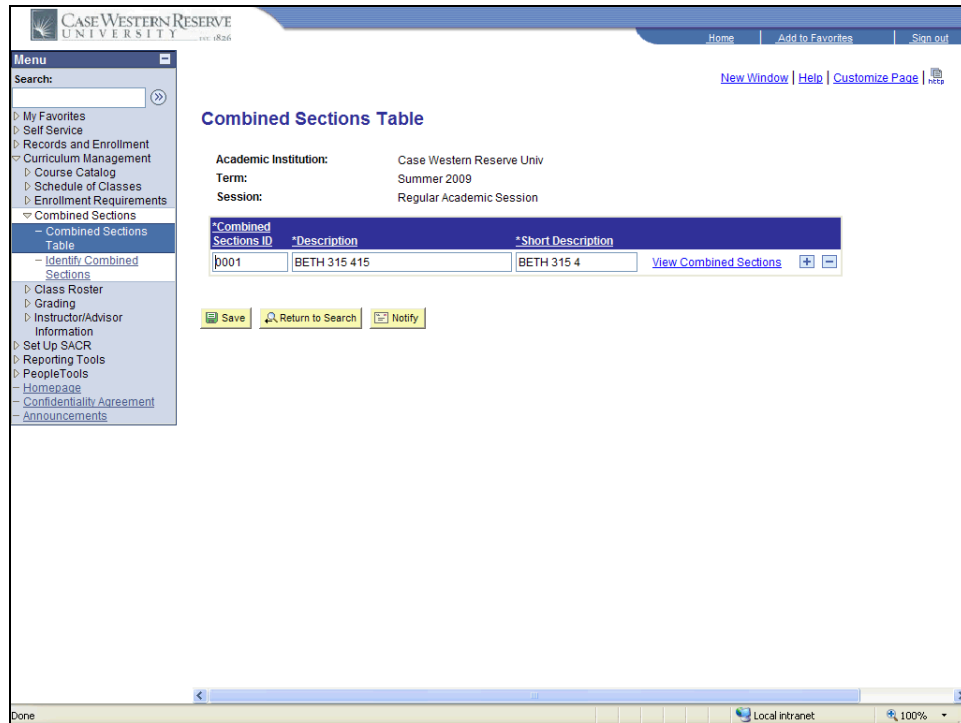 CASE WESTERN RESERVE
UNIVERSITY EST. 1826
Home Add to Favorites Sign out
Menu
Search:
New Window | Help | Customize Page | http
My Favorites
Self Service
Records and Enrollment
Curriculum Management
Course Catalog
Schedule of Classes
Enrollment Requirements
Combined Sections
– Combined Sections
Table
– Identify Combined
Sections
Class Roster
Grading
Instructor/Advisor
Information
Set Up SACR
Reporting Tools
PeopleTools
– Homepage
– Confidentiality Agreement
– Announcements
Combined Sections Table
Academic Institution: Case Western Reserve Univ
Term: Summer 2009
Session: Regular Academic Session
*Combined
Sections ID *Description *Short Description
0001 BETH 315 415 BETH 315 4 View Combined Sections
Save Return to Search Notify
Done Local intranet 100%